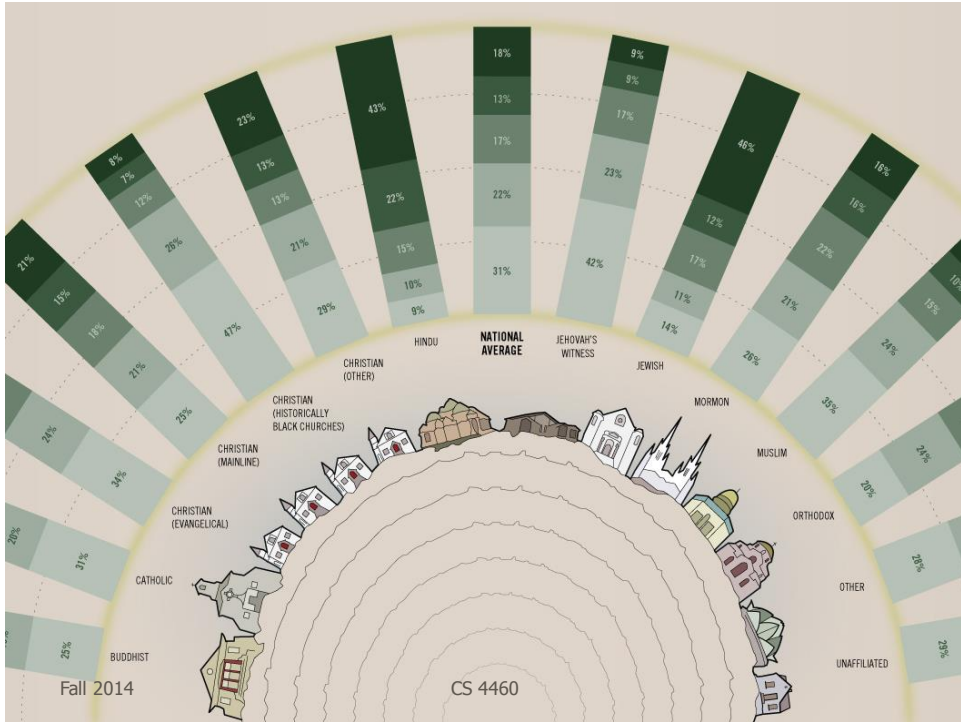 21%
15%
18%
21%
25%
8%
7%
12%
26%
47%
23%
13%
13%
21%
29%
43%
22%
15%
10%
9%
18%
13%
17%
22%
31%
9%
9%
17%
23%
42%
46%
12%
17%
11%
14%
16%
16%
22%
21%
26%
10%
15%
24%
35%
24%
34%
20%
31%
25%
24%
20%
28%
29%
BUDDHIST
CATHOLIC
CHRISTIAN
(EVANGELICAL)
CHRISTIAN
(MAINLINE)
CHRISTIAN
(HISTORICALLY
BLACK CHURCHES)
CHRISTIAN
(OTHER)
HINDU
NATIONAL
AVERAGE
JEHOVAH'S
WITNESS
JEWISH
MORMON
MUSLIM
ORTHODOX
OTHER
UNAFFILIATED
Fall 2014
CS 4460